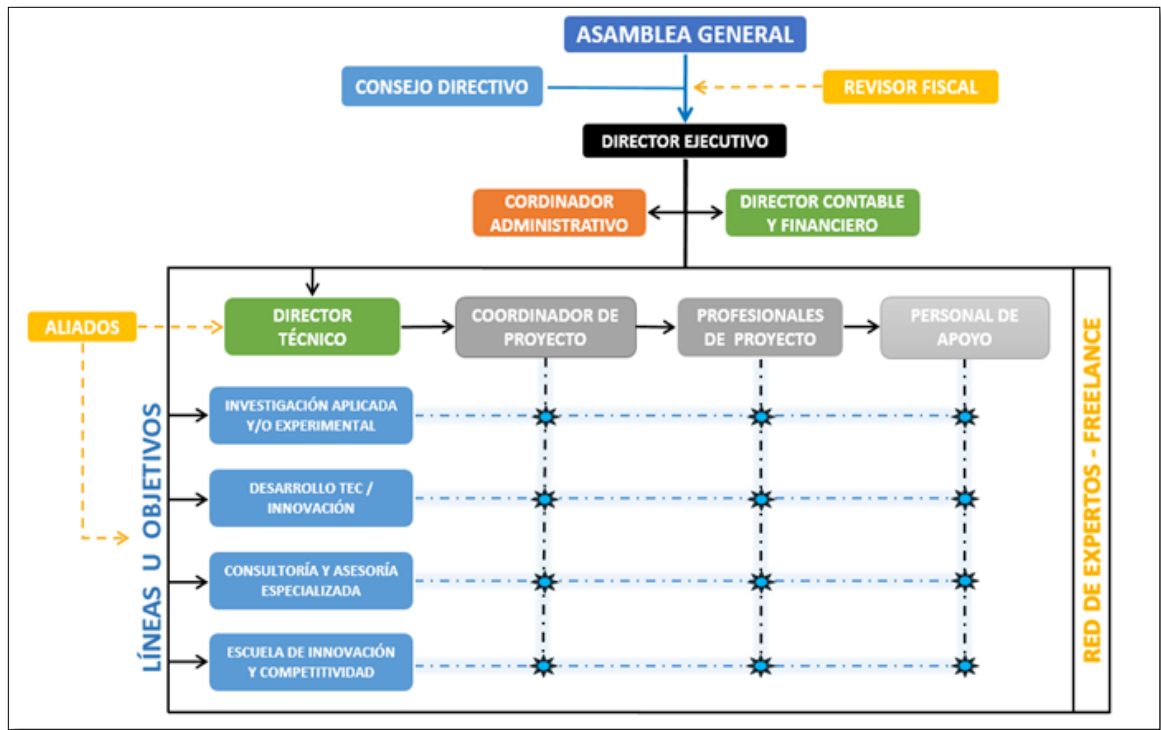 ASAMBLEA GENERAL
CONSEJO DIRECTIVO
REVISOR FISCAL
DIRECTOR EJECUTIVO
CORDINADOR
ADMINISTRATIVO
DIRECTOR CONTABLE
Y FINANCIERO
ALIADOS
DIRECTOR
TÉCNICO
COORDINADOR DE
PROYECTO
PROFESIONALES
DE PROYECTO
PERSONAL DE
APOYO
LÍNEAS U OBJETIVOS
INVESTIGACIÓN APLICADA
Y/O EXPERIMENTAL
DESARROLLO TEC /
INNOVACIÓN
CONSULTORÍA Y ASESORÍA
ESPECIALIZADA
ESCUELA DE INNOVACIÓN
Y COMPETITIVIDAD
RED DE EXPERTOS - FREELANCE